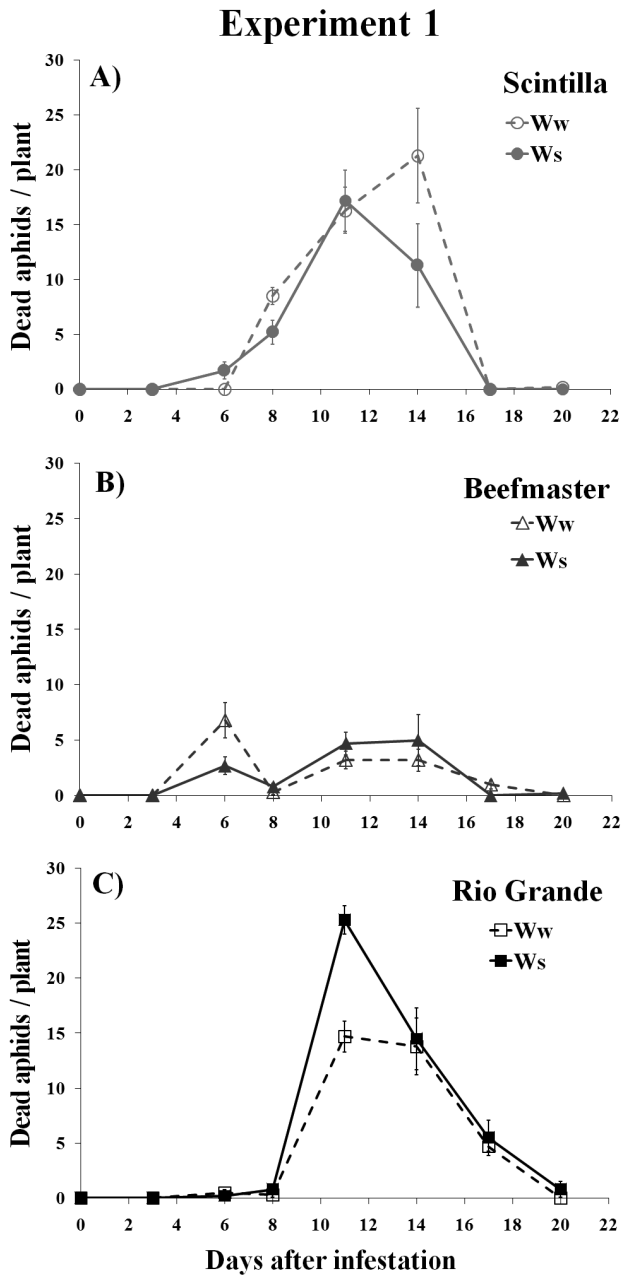 Experiment 1
A)
Scintilla
Ww
Ws
Dead aphids / plant
30
25
20
15
10
5
0
0 2 4 6 8 10 12 14 16 18 20 22
B)
Beefmaster
Ww
Ws
Dead aphids / plant
30
25
20
15
10
5
0
0 2 4 6 8 10 12 14 16 18 20 22
C)
Rio Grande
Ww
Ws
Dead aphids / plant
30
25
20
15
10
5
0
0 2 4 6 8 10 12 14 16 18 20 22
Days after infestation